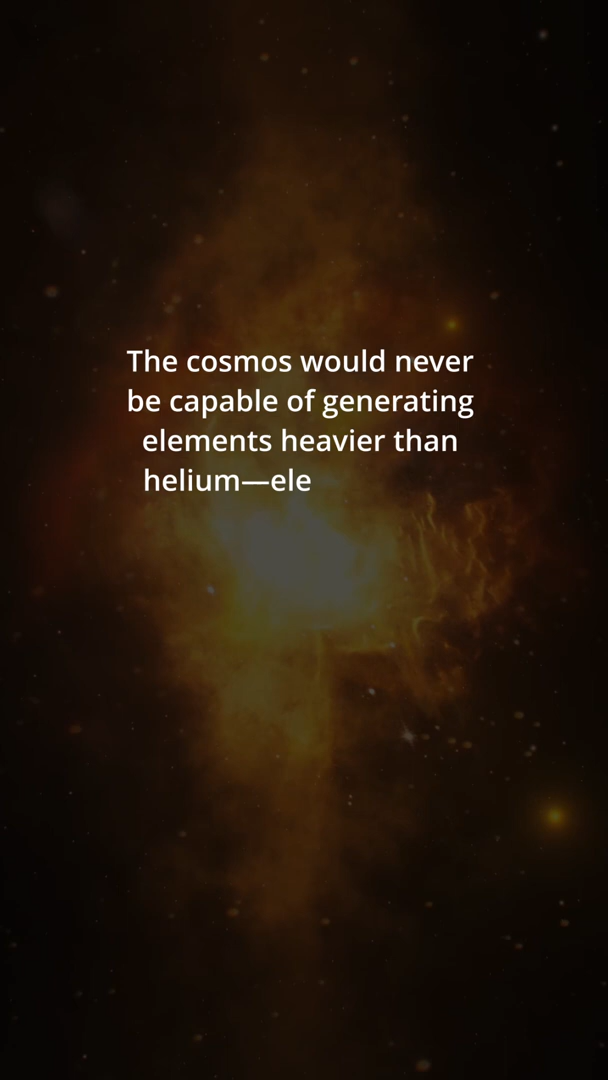 The cosmos would never
be capable of generating
elements heavier than
helium—ele